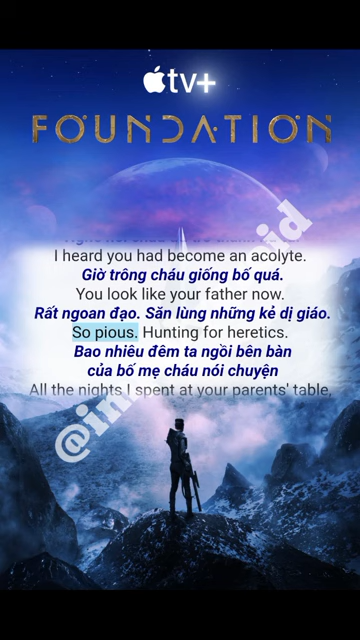 tv+
FOUNDATION
I heard you had become an acolyte.
Giờ trông cháu giống bố quá.
You look like your father now.
Rất ngoan đạo. Săn lùng những kẻ dị giáo.
So pious. Hunting for heretics.
Bao nhiêu đêm ta ngồi bên bàn
của bố mẹ cháu nói chuyện
All the nights I spent at your parents' table,